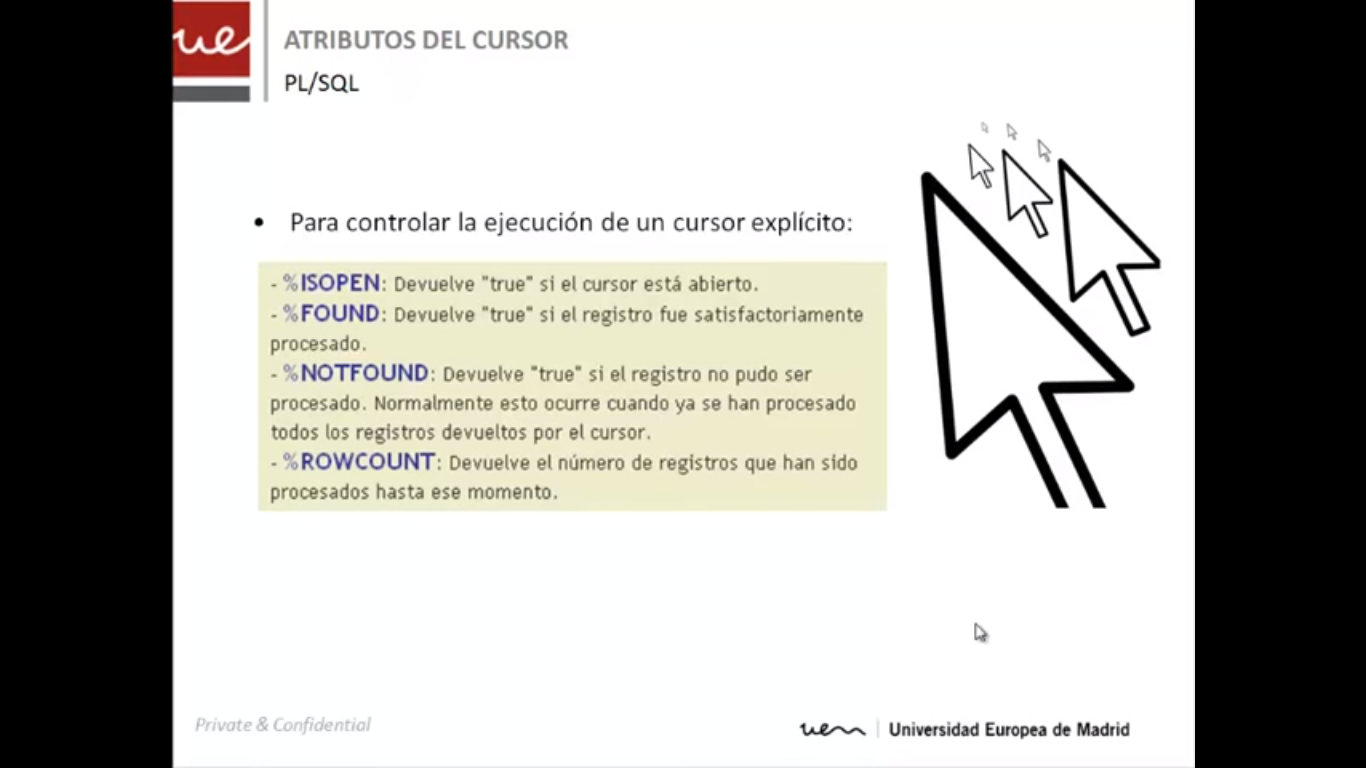 ue
ATRIBUTOS DEL CURSOR
PL/SQL
• Para controlar la ejecución de un cursor explícito:
- %ISOPEN: Devuelve "true" si el cursor está abierto.
- %FOUND: Devuelve "true" si el registro fue satisfactoriamente
procesado.
- %NOTFOUND: Devuelve "true" si el registro no pudo ser
procesado. Normalmente esto ocurre cuando ya se han procesado
todos los registros devueltos por el cursor.
- %ROWCOUNT: Devuelve el número de registros que han sido
procesados hasta ese momento.
Private & Confidential
uem Universidad Europea de Madrid